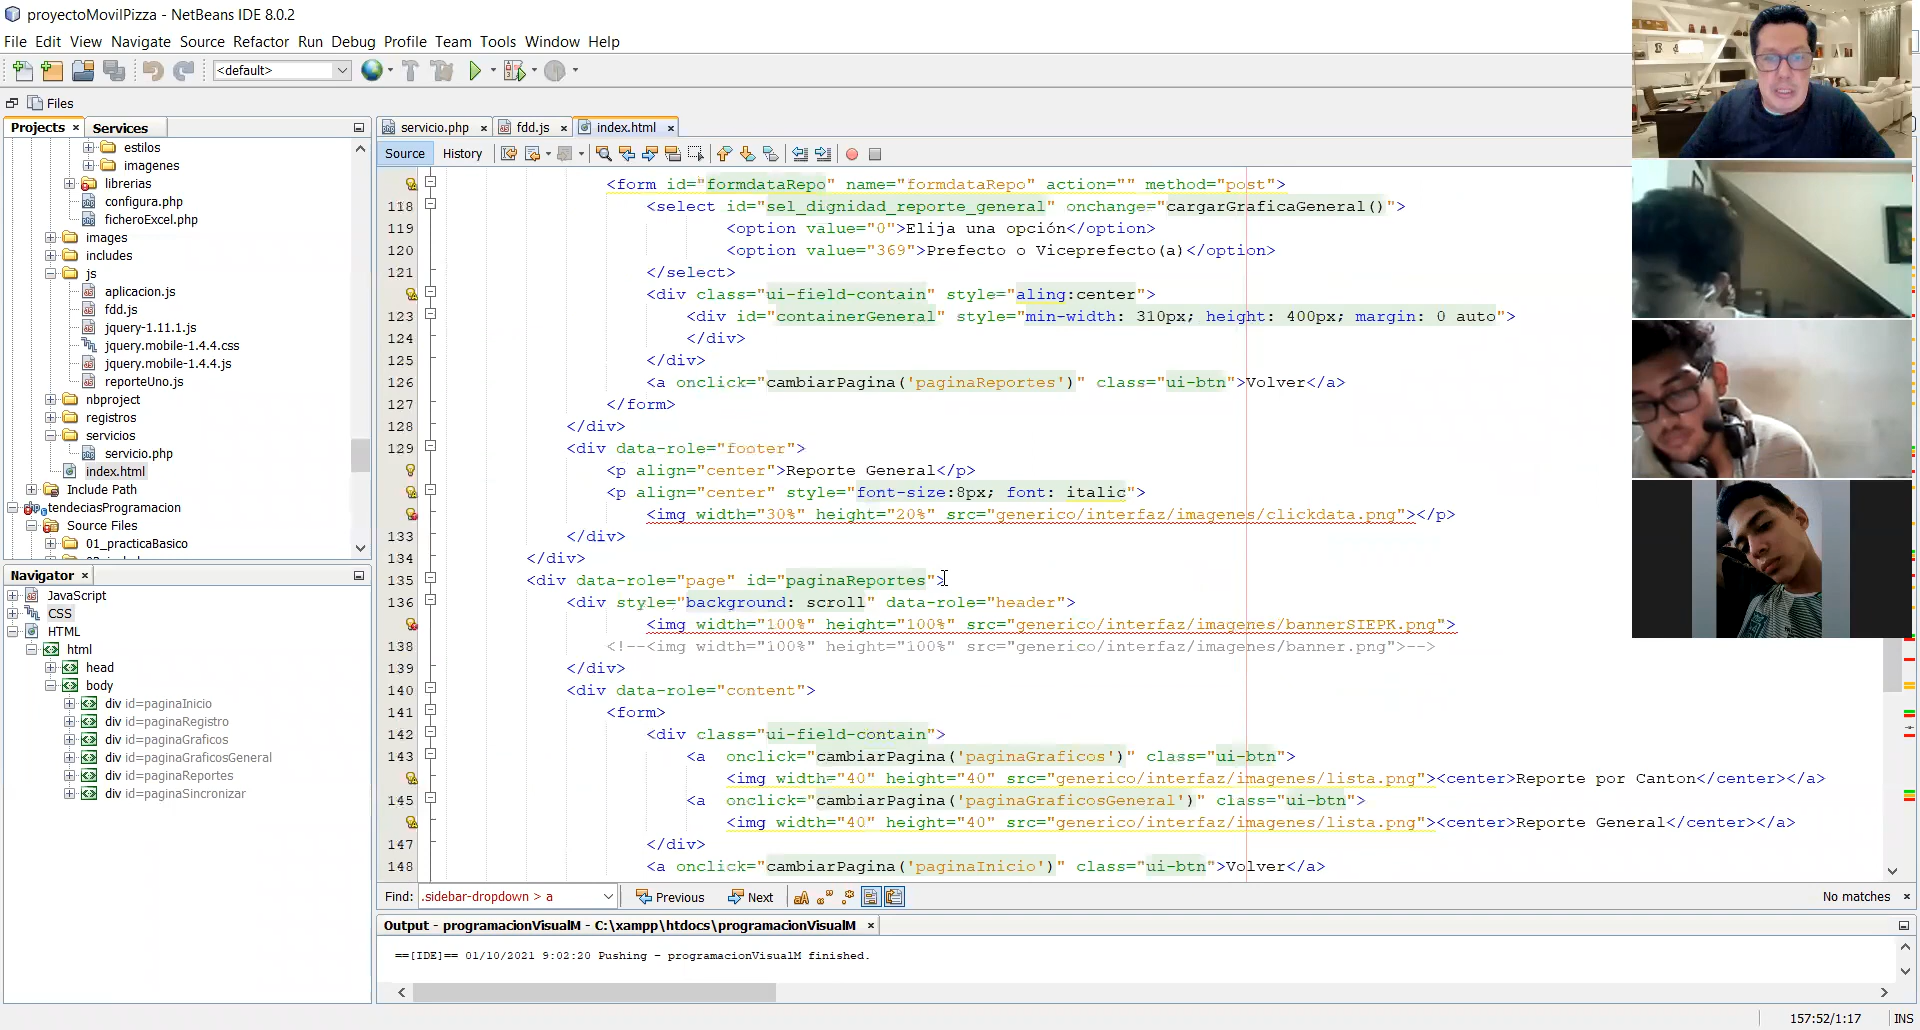 proyectoMovilPizza - NetBeans IDE 8.0.2
File Edit View Navigate Source Refactor Run Debug Profile Team Tools Window Help
<default>
Files
Projects × Services
servicio.php × fdd.js × index.html ×
Source History
estilos
imagenes
librerias
configura.php
ficheroExcel.php
images
includes
js
aplicacion.js
fdd.js
jquery-1.11.1.js
jquery.mobile-1.4.4.css
jquery.mobile-1.4.4.js
reporteUno.js
nbproject
registros
servicios
servicio.php
index.html
Include Path
tendeciasProgramacion
Source Files
01_practicaBasico
Navigator ×
JavaScript
CSS
HTML
html
head
body
div id=paginaInicio
div id=paginaRegistro
div id=paginaGraficos
div id=paginaGraficosGeneral
div id=paginaReportes
div id=paginaSincronizar
<form id="formdataRepo" name="formdataRepo" action="" method="post">
118 <select id="sel_dignidad_reporte_general" onchange="cargarGraficaGeneral()">
119 <option value="0">Elija una opción</option>
120 <option value="369">Prefecto o Viceprefecto(a)</option>
121 </select>
<div class="ui-field-contain" style="aling:center">
123 <div id="containerGeneral" style="min-width: 310px; height: 400px; margin: 0 auto">
124 </div>
125 </div>
126 <a onclick="cambiarPagina('paginaReportes')" class="ui-btn">Volver</a>
127 </form>
128 </div>
129 <div data-role="footer">
<p align="center">Reporte General</p>
<p align="center" style="font-size:8px; font: italic">
<img width="30%" height="20%" src="generico/interfaz/imagenes/clickdata.png"></p>
133 </div>
134 </div>
135 <div data-role="page" id="paginaReportes">
136 <div style="background: scroll" data-role="header">
<img width="100%" height="100%" src="generico/interfaz/imagenes/bannerSIEPK.png">
138 <!--<img width="100%" height="100%" src="generico/interfaz/imagenes/banner.png">-->
139 </div>
140 <div data-role="content">
141 <form>
142 <div class="ui-field-contain">
143 <a onclick="cambiarPagina('paginaGraficos')" class="ui-btn">
<img width="40" height="40" src="generico/interfaz/imagenes/lista.png"><center>Reporte por Canton</center></a>
145 <a onclick="cambiarPagina('paginaGraficosGeneral')" class="ui-btn">
<img width="40" height="40" src="generico/interfaz/imagenes/lista.png"><center>Reporte General</center></a>
147 </div>
148 <a onclick="cambiarPagina('paginaInicio')" class="ui-btn">Volver</a>
Find: .sidebar-dropdown > a Previous Next No matches ×
Output - programacionVisualM - C:\xampp\htdocs\programacionVisualM ×
==[IDE]== 01/10/2021 9:02:20 Pushing - programacionVisualM finished.
157:52/1:17 INS